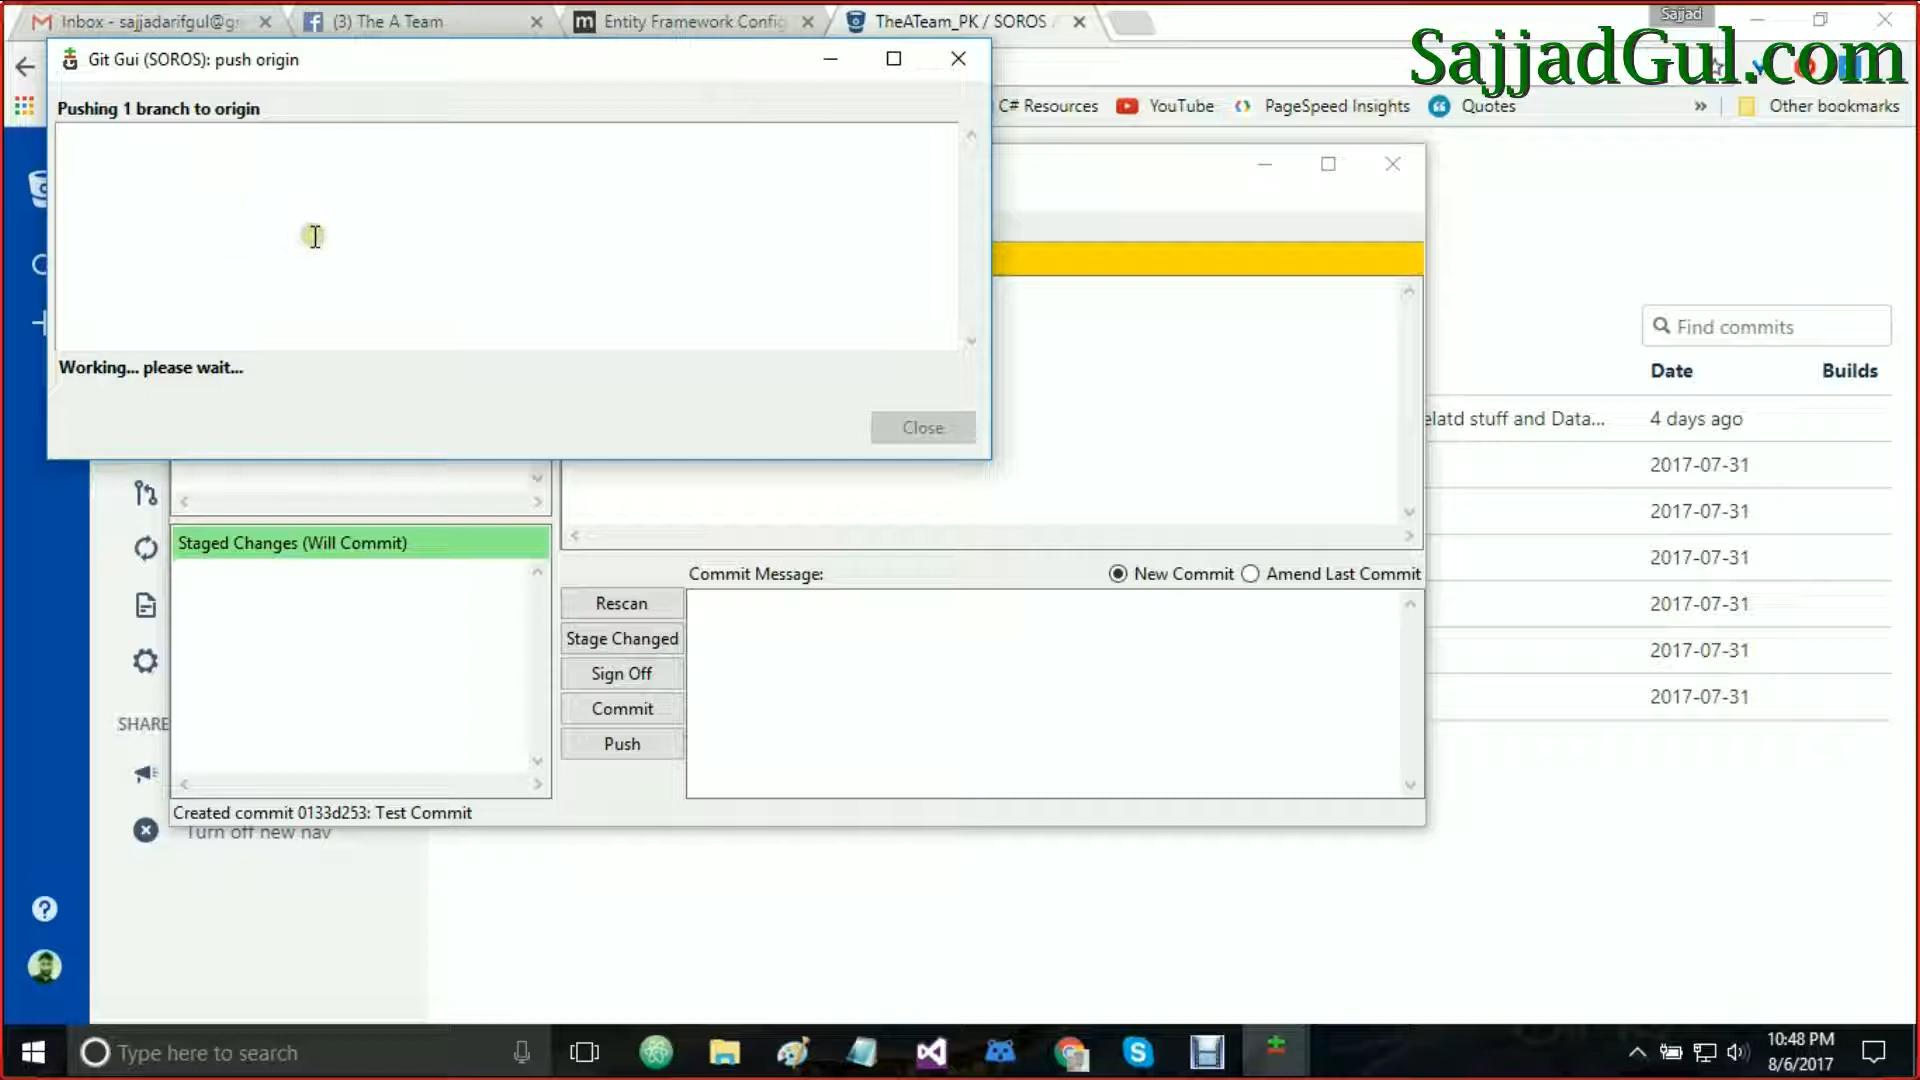 Inbox - sajjadarifgul@g
(3) The A Team
Entity Framework Config
TheATeam_PK / SOROS
Sajjad
SajjadGul.com
Git Gui (SOROS): push origin
Pushing 1 branch to origin
C# Resources
YouTube
PageSpeed Insights
Quotes
»
Other bookmarks
Working... please wait...
Close
Find commits
Date
Builds
elatd stuff and Data...
4 days ago
2017-07-31
2017-07-31
2017-07-31
2017-07-31
2017-07-31
2017-07-31
Staged Changes (Will Commit)
Commit Message:
New Commit
Amend Last Commit
Rescan
Stage Changed
Sign Off
Commit
Push
SHARE
Created commit 0133d253: Test Commit
Turn off new nav
Type here to search
10:48 PM
8/6/2017